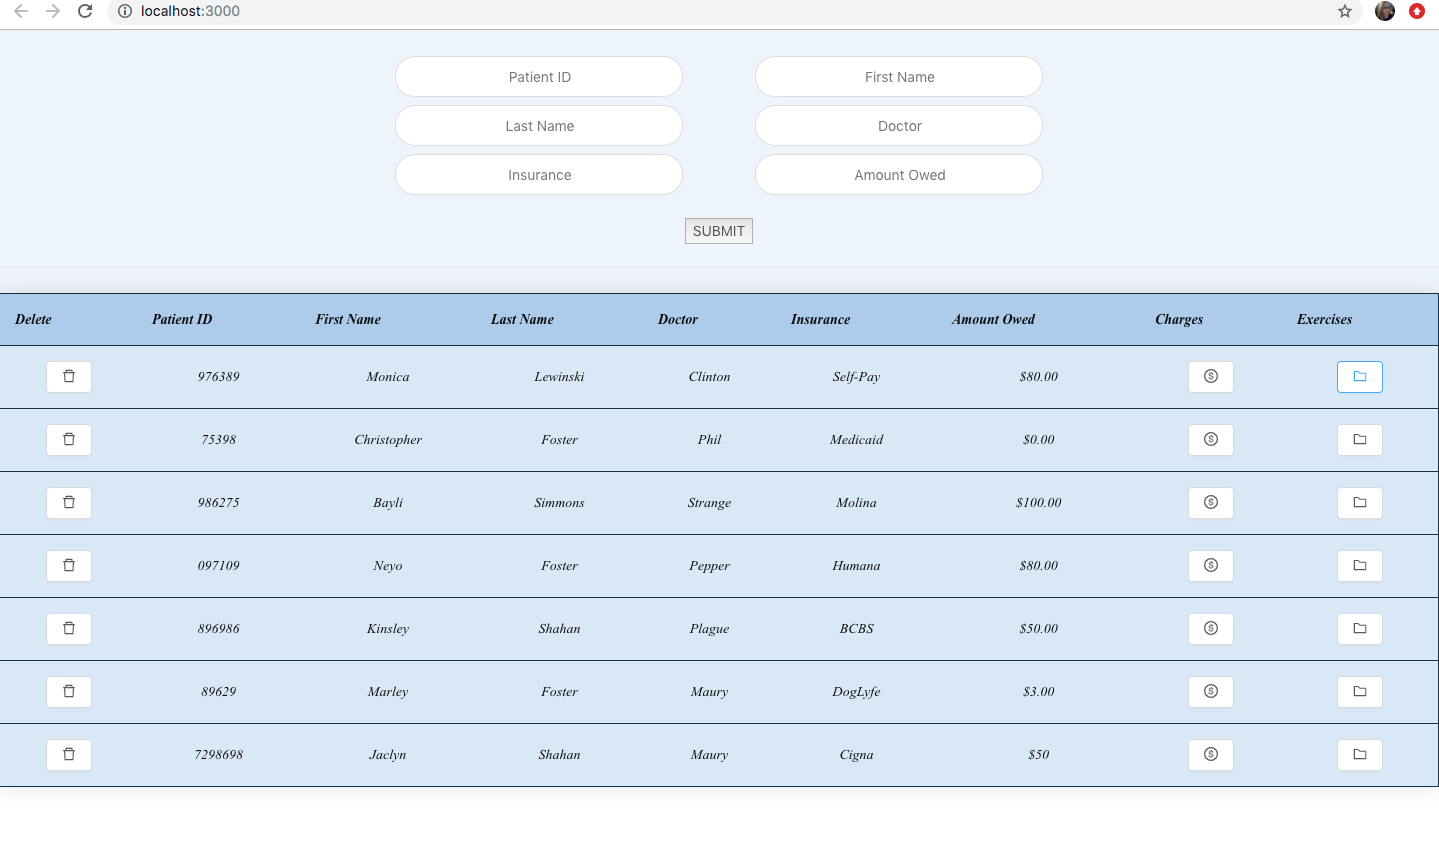 localhost:3000
Patient ID First Name
Last Name Doctor
Insurance Amount Owed
SUBMIT
Delete Patient ID First Name Last Name Doctor Insurance Amount Owed Charges Exercises
976389 Monica Lewinski Clinton Self-Pay $80.00
75398 Christopher Foster Phil Medicaid $0.00
986275 Bayli Simmons Strange Molina $100.00
097109 Neyo Foster Pepper Humana $80.00
896986 Kinsley Shahan Plague BCBS $50.00
89629 Marley Foster Maury DogLyfe $3.00
7298698 Jaclyn Shahan Maury Cigna $50